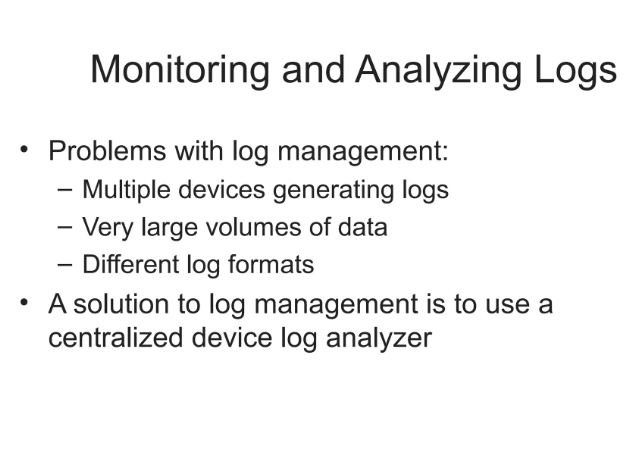 Monitoring and Analyzing Logs
• Problems with log management:
– Multiple devices generating logs
– Very large volumes of data
– Different log formats
• A solution to log management is to use a
centralized device log analyzer